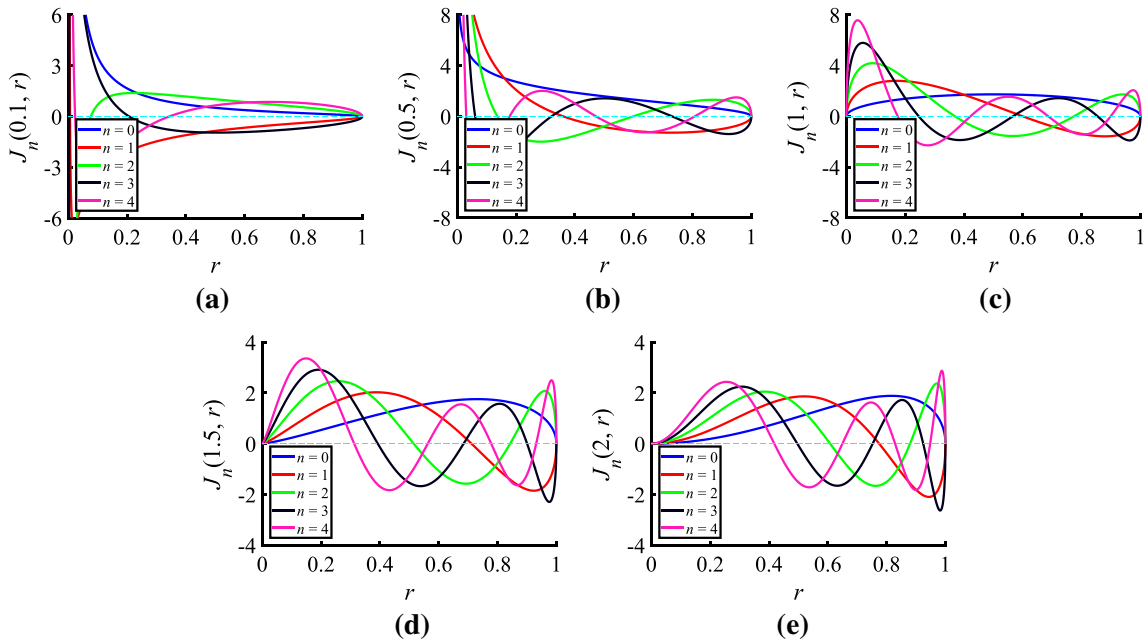 J_n(0.1, r)
6
3
0
-3
-6
n = 0
n = 1
n = 2
n = 3
n = 4
0 0.2 0.4 0.6 0.8 1
r
(a)
J_n(0.5, r)
8
4
0
-4
-8
n = 0
n = 1
n = 2
n = 3
n = 4
0 0.2 0.4 0.6 0.8 1
r
(b)
J_n(1, r)
8
4
0
-4
-8
n = 0
n = 1
n = 2
n = 3
n = 4
0 0.2 0.4 0.6 0.8 1
r
(c)
J_n(1.5, r)
4
2
0
-2
-4
n = 0
n = 1
n = 2
n = 3
n = 4
0 0.2 0.4 0.6 0.8 1
r
(d)
J_n(2, r)
4
2
0
-2
-4
n = 0
n = 1
n = 2
n = 3
n = 4
0 0.2 0.4 0.6 0.8 1
r
(e)